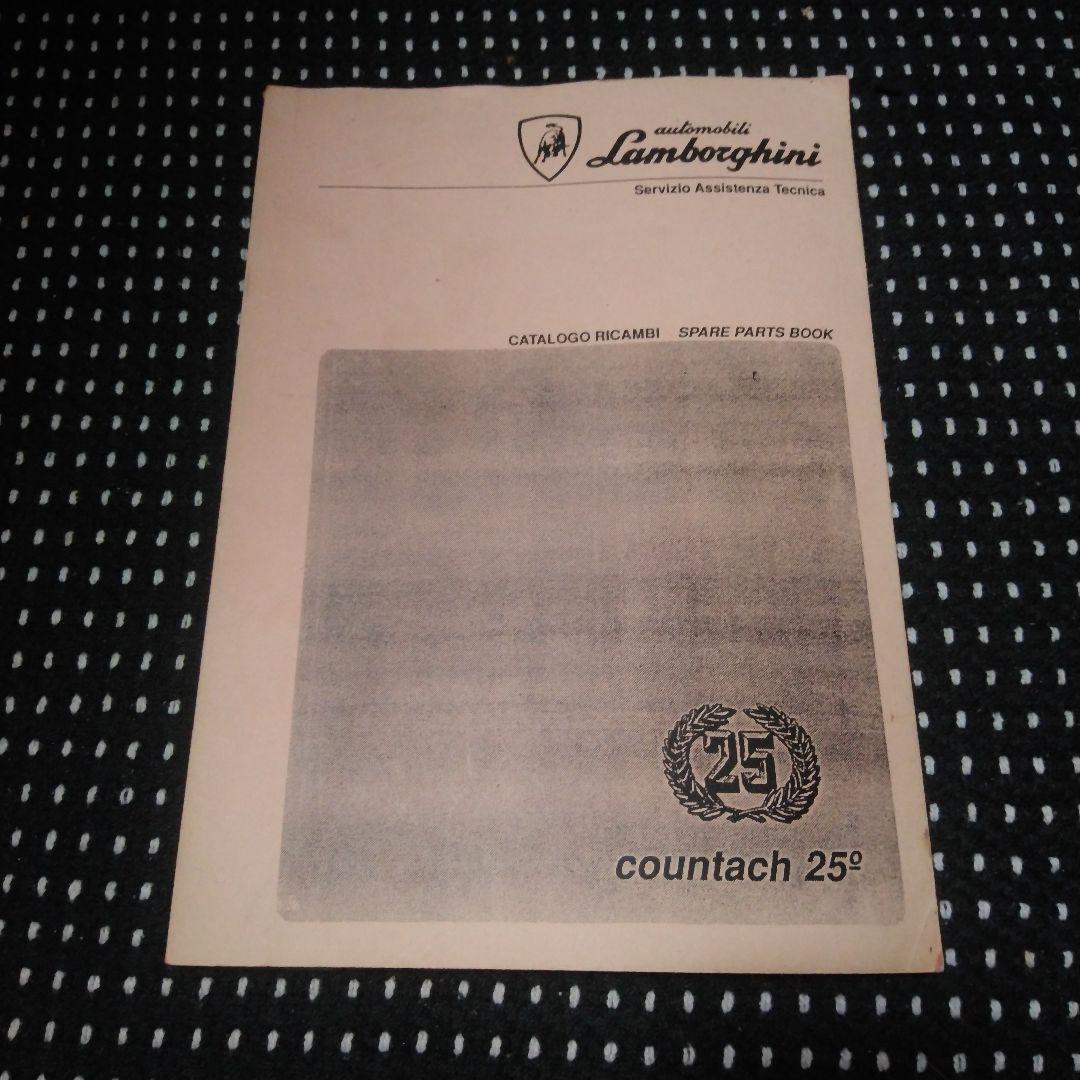 automobili
Lamborghini
Servizio Assistenza Tecnica
CATALOGO RICAMBI SPARE PARTS BOOK
25
countach 25º